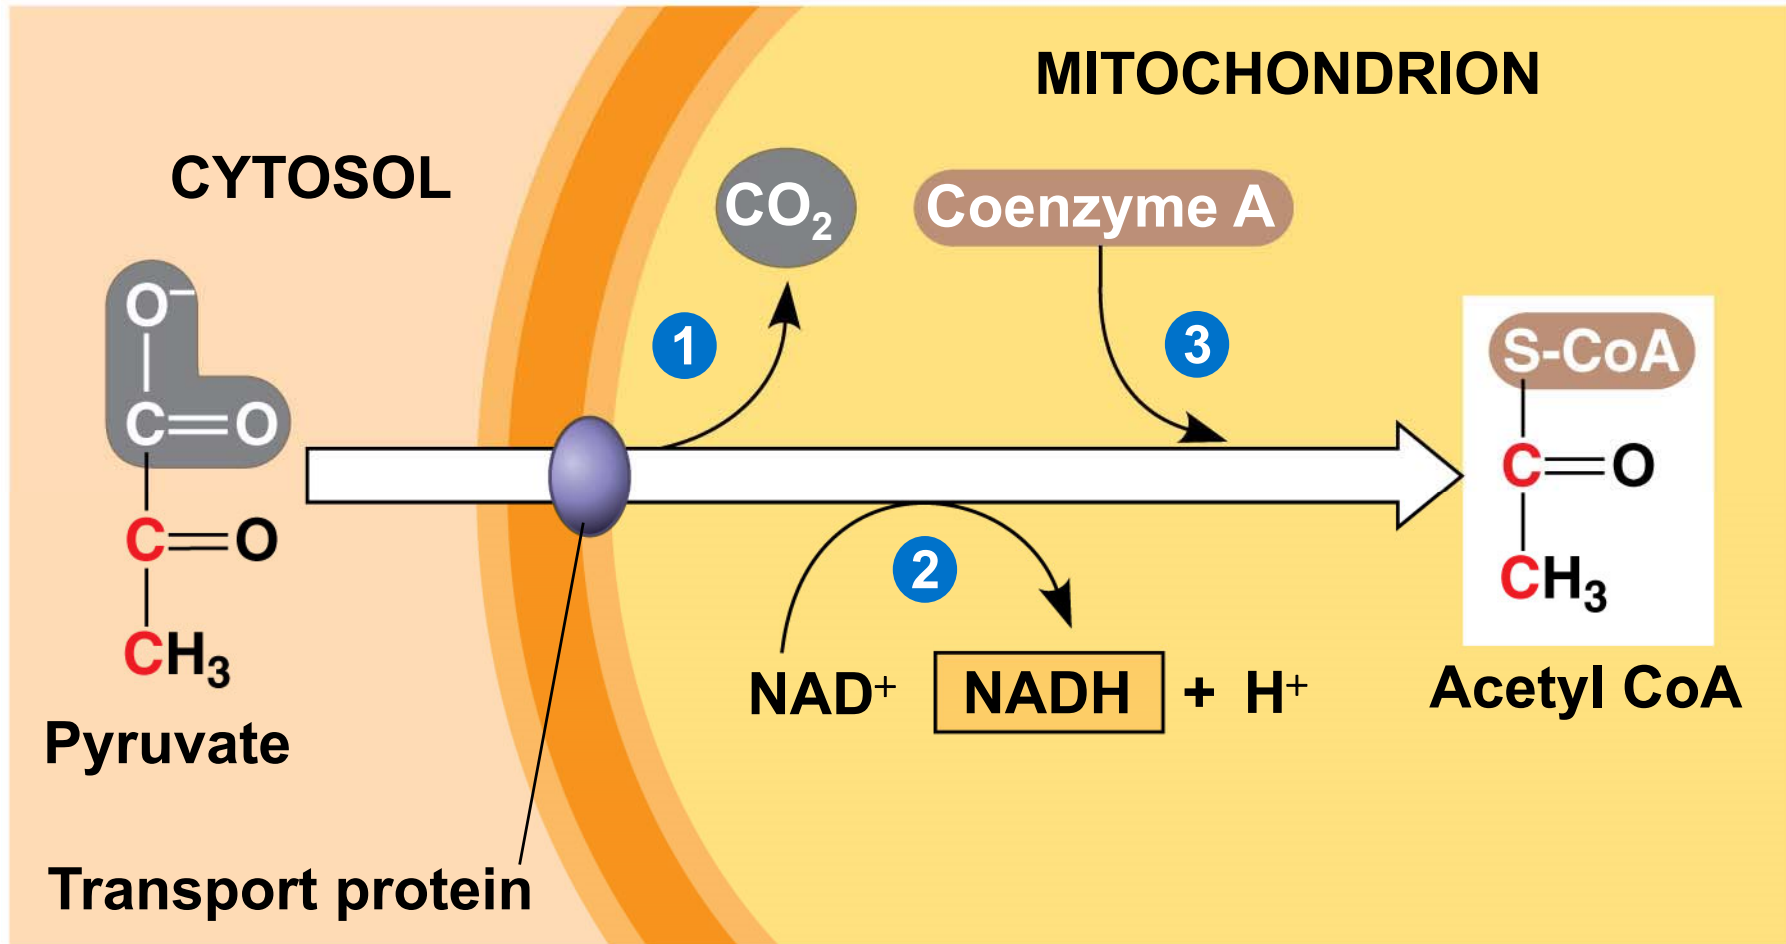 MITOCHONDRION
CYTOSOL
CO₂
Coenzyme A
O⁻
C=O
C=O
CH₃
Pyruvate
1
3
2
S-CoA
C=O
CH₃
Acetyl CoA
NAD⁺ NADH + H⁺
Transport protein